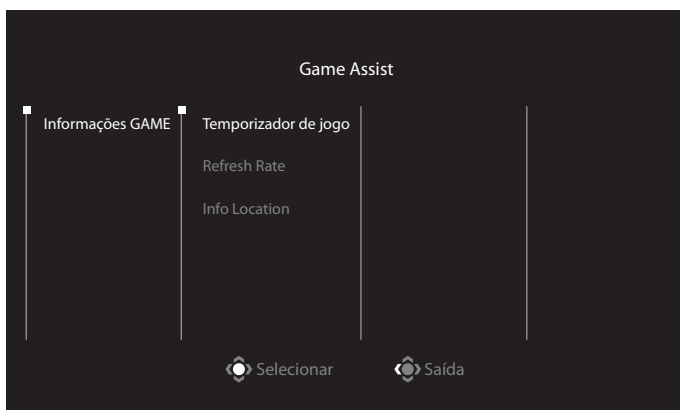 Game Assist
Informações GAME
Temporizador de jogo
Refresh Rate
Info Location
Selecionar
Saída